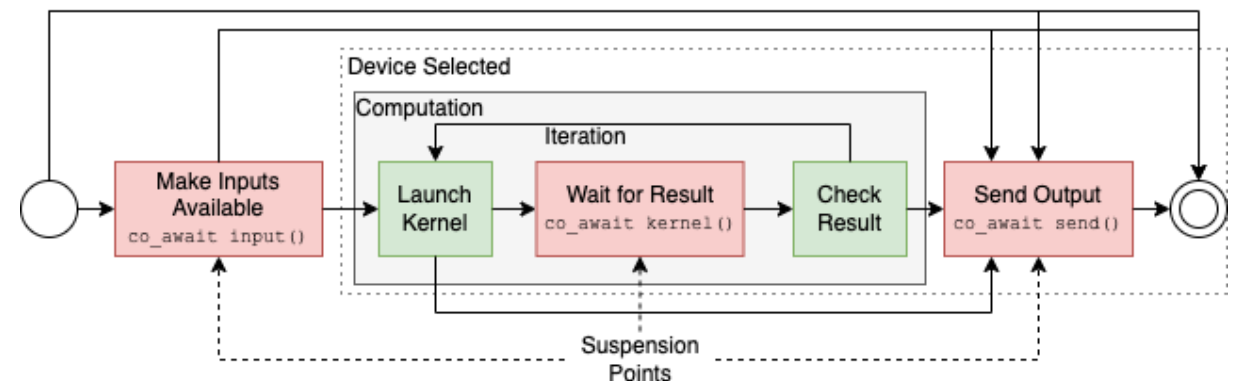 Device Selected
Computation
Iteration
Make Inputs
Available
co_await input()
Launch
Kernel
Wait for Result
co_await kernel()
Check
Result
Send Output
co_await send()
Suspension
Points